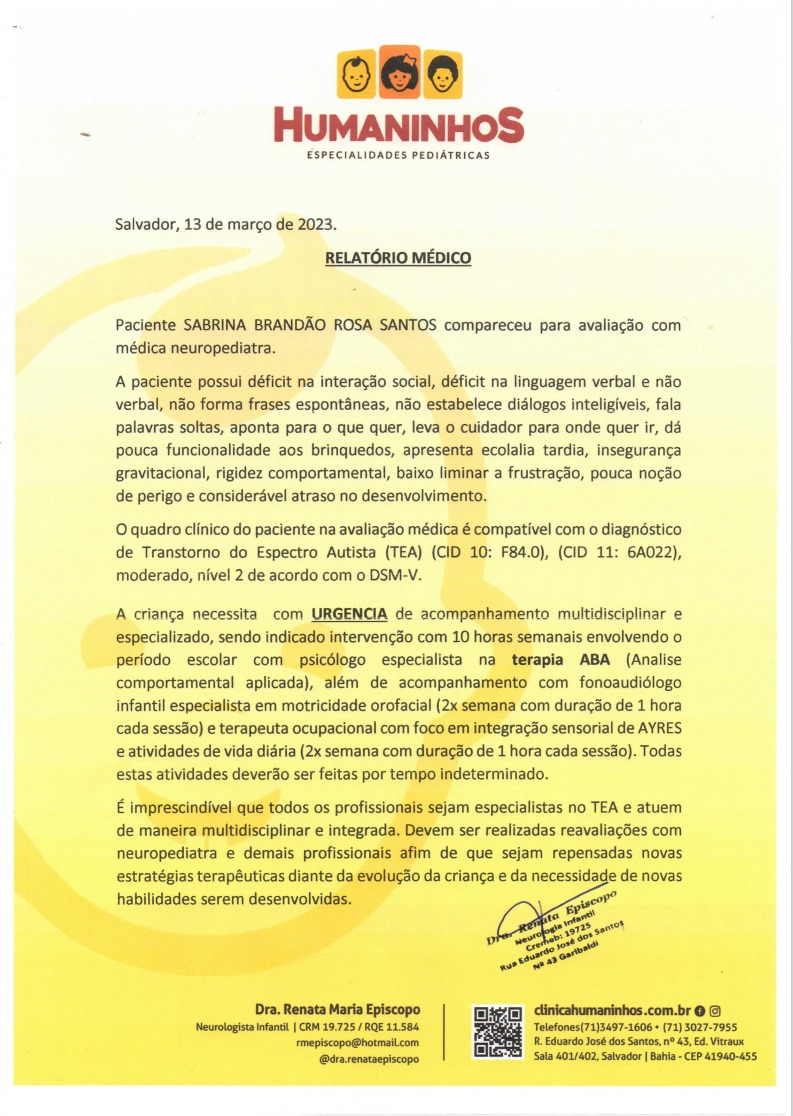 HUMANINHOS
ESPECIALIDADES PEDIÁTRICAS
Salvador, 13 de março de 2023.
RELATÓRIO MÉDICO
Paciente SABRINA BRANDÃO ROSA SANTOS compareceu para avaliação com
médica neuropediatra.
A paciente possui déficit na interação social, déficit na linguagem verbal e não
verbal, não forma frases espontâneas, não estabelece diálogos inteligíveis, fala
palavras soltas, aponta para o que quer, leva o cuidador para onde quer ir, dá
pouca funcionalidade aos brinquedos, apresenta ecolalia tardia, insegurança
gravitacional, rigidez comportamental, baixo liminar a frustração, pouca noção
de perigo e considerável atraso no desenvolvimento.
O quadro clínico do paciente na avaliação médica é compatível com o diagnóstico
de Transtorno do Espectro Autista (TEA) (CID 10: F84.0), (CID 11: 6A022),
moderado, nível 2 de acordo com o DSM-V.
A criança necessita com URGENCIA de acompanhamento multidisciplinar e
especializado, sendo indicado intervenção com 10 horas semanais envolvendo o
período escolar com psicólogo especialista na terapia ABA (Analise
comportamental aplicada), além de acompanhamento com fonoaudiólogo
infantil especialista em motricidade orofacial (2x semana com duração de 1 hora
cada sessão) e terapeuta ocupacional com foco em integração sensorial de AYRES
e atividades de vida diária (2x semana com duração de 1 hora cada sessão). Todas
estas atividades deverão ser feitas por tempo indeterminado.
É imprescindível que todos os profissionais sejam especialistas no TEA e atuem
de maneira multidisciplinar e integrada. Devem ser realizadas reavaliações com
neuropediatra e demais profissionais afim de que sejam repensadas novas
estratégias terapêuticas diante da evolução da criança e da necessidade de novas
habilidades serem desenvolvidas.
Dra. Renata Episcopo
Neurologia Infantil
Cremeb: 19725
Rua Eduardo José dos Santos
Nº 43 Garibaldi
Dra. Renata Maria Episcopo
Neurologista Infantil | CRM 19.725 / RQE 11.584
rmepiscopo@hotmail.com
@dra.renataepiscopo
clinicahumaninhos.com.br
Telefones(71)3497-1606 • (71) 3027-7955
R. Eduardo José dos Santos, nº 43, Ed. Vitraux
Sala 401/402, Salvador | Bahia - CEP 41940-455